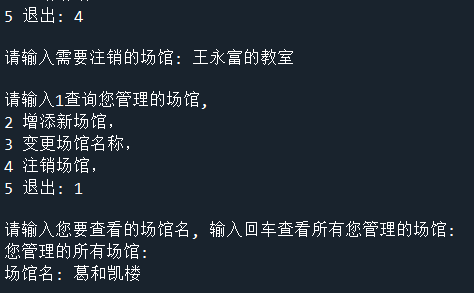 5 退出: 4
请输入需要注销的场馆: 王永富的教室
请输入1查询您管理的场馆,
2 增添新场馆,
3 变更场馆名称,
4 注销场馆,
5 退出: 1
请输入您要查看的场馆名, 输入回车查看所有您管理的场馆:
您管理的所有场馆:
场馆名: 葛和凯楼